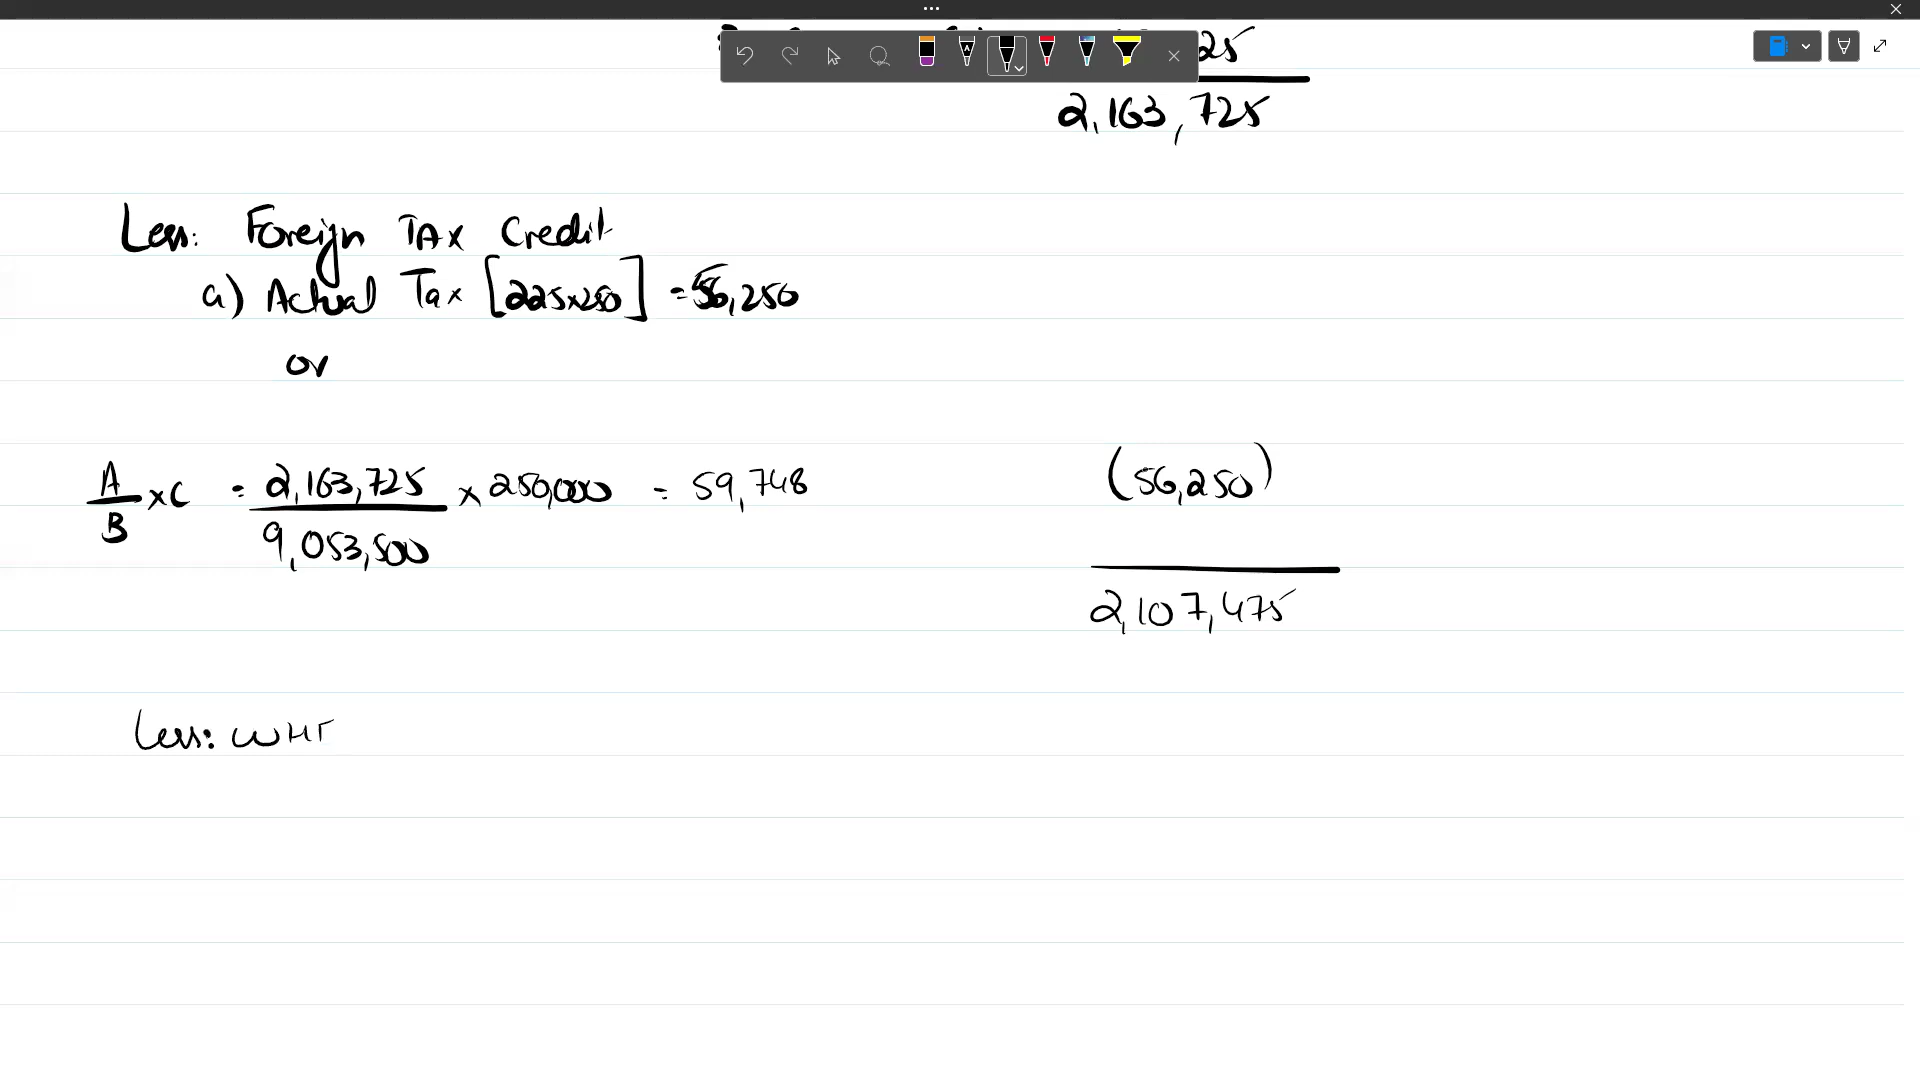 25
2,163,725
Less: Foreign TAX Credit
a) Actual Tax [225x250] = 56,250
or
A/B x C = 2,163,725/9,053,500 x 250,000 = 59,748
(56,250)
2,107,475
Less: WHT